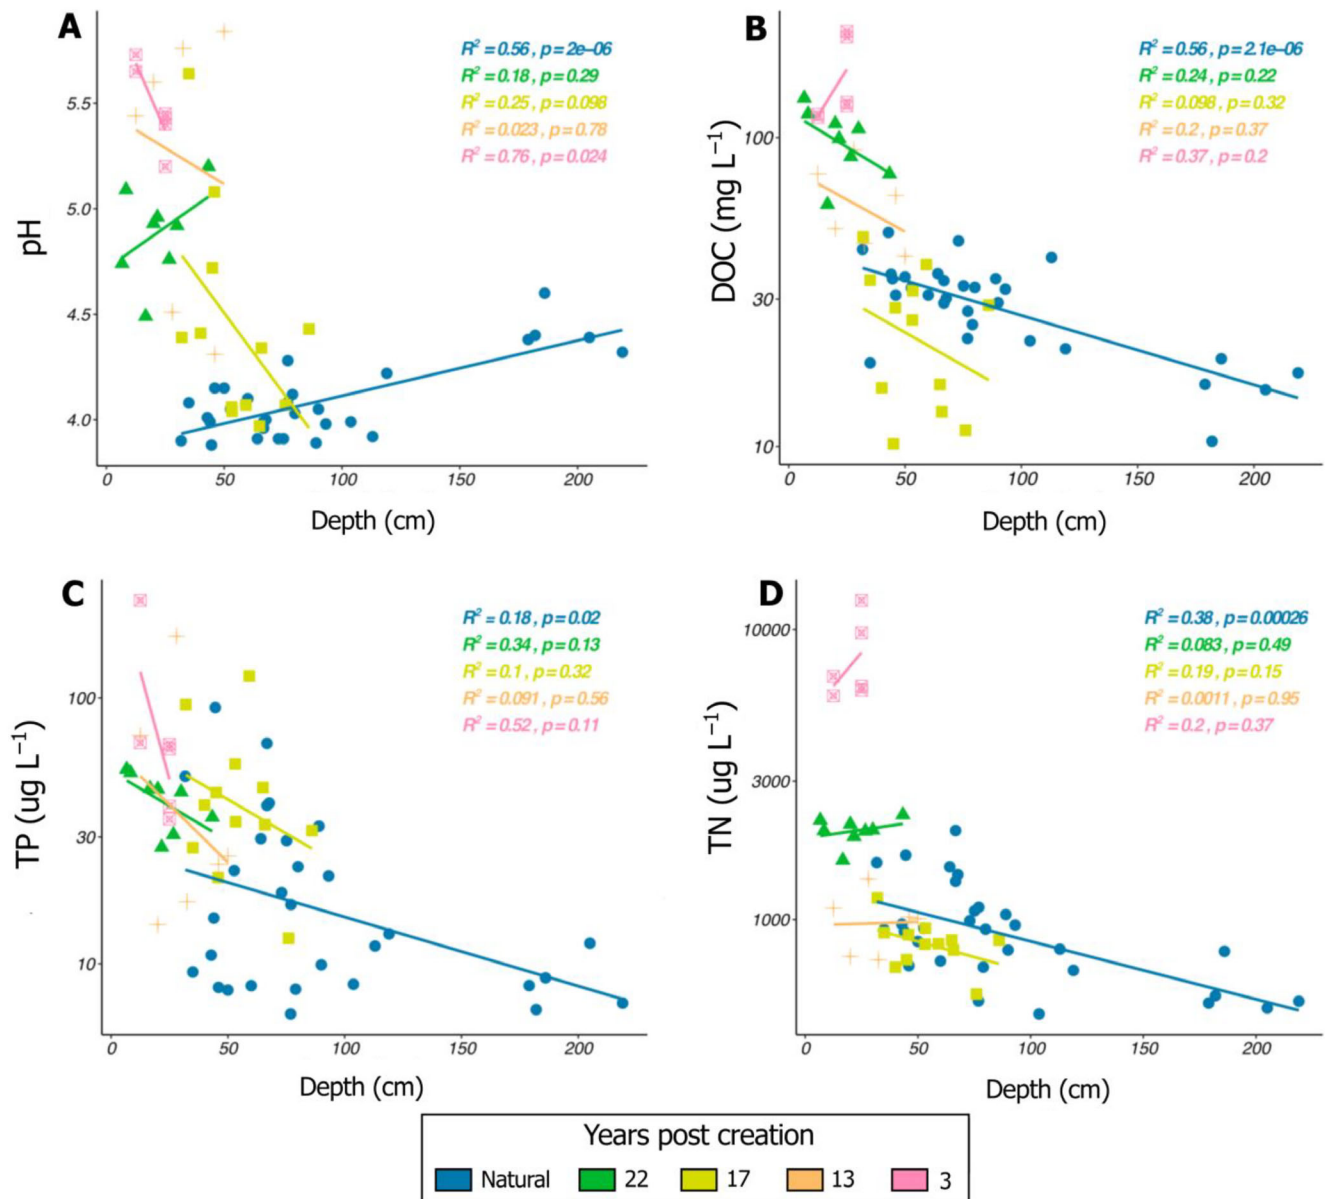 A
R² = 0.56 , p = 2e−06
R² = 0.18 , p = 0.29
R² = 0.25 , p = 0.098
R² = 0.023 , p = 0.78
R² = 0.76 , p = 0.024
pH
5.5
5.0
4.5
4.0
0 50 100 150 200
Depth (cm)
B
R² = 0.56 , p = 2.1e−06
R² = 0.24 , p = 0.22
R² = 0.098 , p = 0.32
R² = 0.2 , p = 0.37
R² = 0.37 , p = 0.2
DOC (mg L⁻¹)
100
30
10
0 50 100 150 200
Depth (cm)
C
R² = 0.18 , p = 0.02
R² = 0.34 , p = 0.13
R² = 0.1 , p = 0.32
R² = 0.091 , p = 0.56
R² = 0.52 , p = 0.11
TP (ug L⁻¹)
100
30
10
0 50 100 150 200
Depth (cm)
D
R² = 0.38 , p = 0.00026
R² = 0.083 , p = 0.49
R² = 0.19 , p = 0.15
R² = 0.0011 , p = 0.95
R² = 0.2 , p = 0.37
TN (ug L⁻¹)
10000
3000
1000
0 50 100 150 200
Depth (cm)
Years post creation
Natural 22 17 13 3